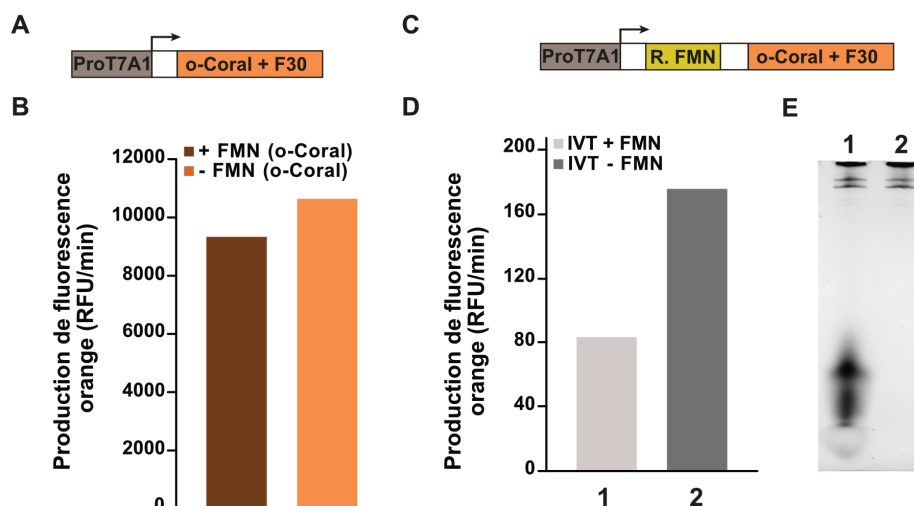 A
ProT7A1
o-Coral + F30
C
ProT7A1
R. FMN
o-Coral + F30
B
Production de fluorescence
orange (RFU/min)
12000
10000
8000
6000
4000
2000
0
+ FMN (o-Coral)
- FMN (o-Coral)
D
Production de fluorescence
orange (RFU/min)
200
160
120
80
40
0
IVT + FMN
IVT - FMN
1
2
E
1
2